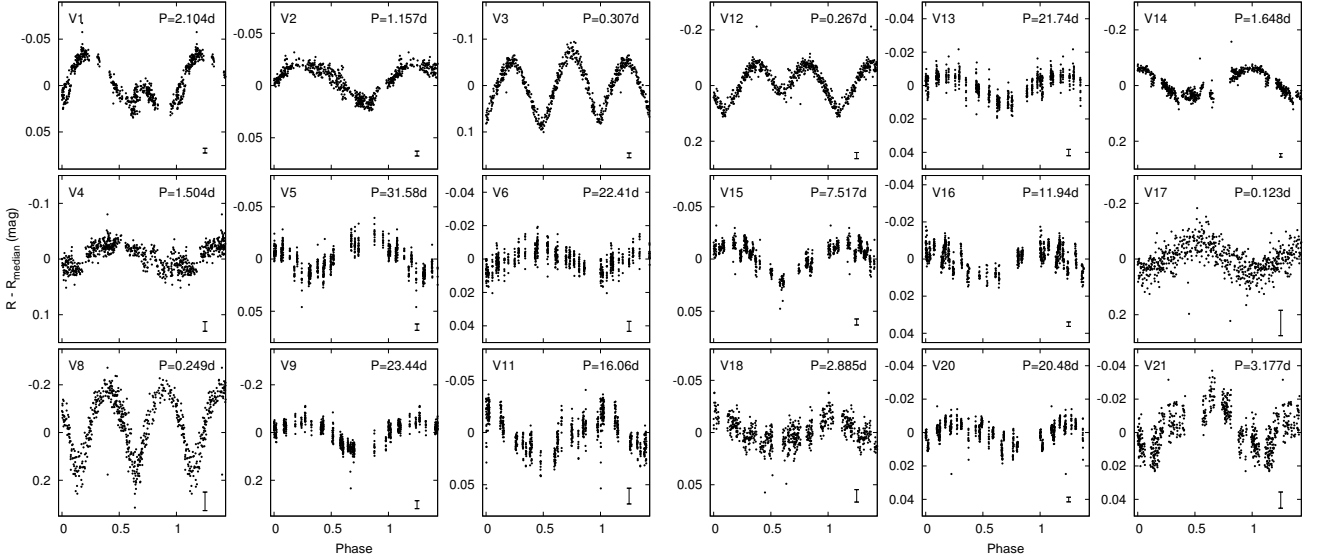 V1 P=2.104d
V2 P=1.157d
V3 P=0.307d
V12 P=0.267d
V13 P=21.74d
V14 P=1.648d
-0.05 0 0.05
-0.05 0 0.05
-0.1 0 0.1
-0.2 0 0.2
-0.04 -0.02 0 0.02 0.04
-0.2 0 0.2
V4 P=1.504d
V5 P=31.58d
V6 P=22.41d
V15 P=7.517d
V16 P=11.94d
V17 P=0.123d
R - Rmedian (mag)
-0.1 0 0.1
-0.05 0 0.05
-0.04 -0.02 0 0.02 0.04
-0.05 0 0.05
-0.04 -0.02 0 0.02 0.04
-0.2 0 0.2
V8 P=0.249d
V9 P=23.44d
V11 P=16.06d
V18 P=2.885d
V20 P=20.48d
V21 P=3.177d
-0.2 0 0.2
-0.2 0 0.2
-0.05 0 0.05
-0.05 0 0.05
-0.04 -0.02 0 0.02 0.04
-0.04 -0.02 0 0.02 0.04
0 0.5 1
0 0.5 1
0 0.5 1
0 0.5 1
0 0.5 1
0 0.5 1
Phase
Phase